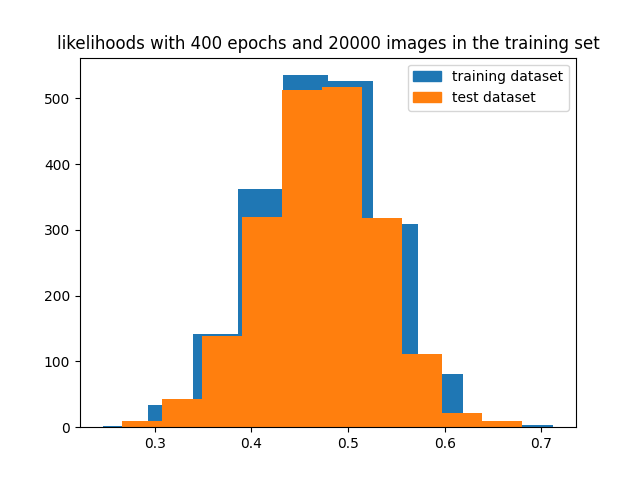 likelihoods with 400 epochs and 20000 images in the training set
training dataset
test dataset
500
400
300
200
100
0
0.3 0.4 0.5 0.6 0.7